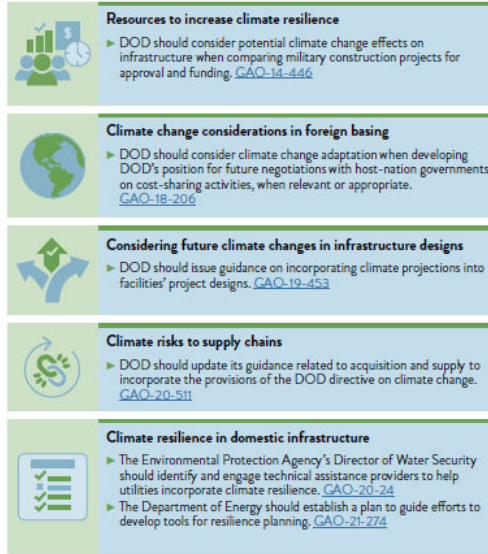 Resources to increase climate resilience
► DOD should consider potential climate change effects on
infrastructure when comparing military construction projects for
approval and funding. GAO-14-446
Climate change considerations in foreign basing
► DOD should consider climate change adaptation when developing
DOD's position for future negotiations with host-nation governments
on cost-sharing activities, when relevant or appropriate.
GAO-18-206
Considering future climate changes in infrastructure designs
► DOD should issue guidance on incorporating climate projections into
facilities' project designs. GAO-19-453
Climate risks to supply chains
► DOD should update its guidance related to acquisition and supply to
incorporate the provisions of the DOD directive on climate change.
GAO-20-511
Climate resilience in domestic infrastructure
► The Environmental Protection Agency's Director of Water Security
should identify and engage technical assistance providers to help
utilities incorporate climate resilience. GAO-20-24
► The Department of Energy should establish a plan to guide efforts to
develop tools for resilience planning. GAO-21-274